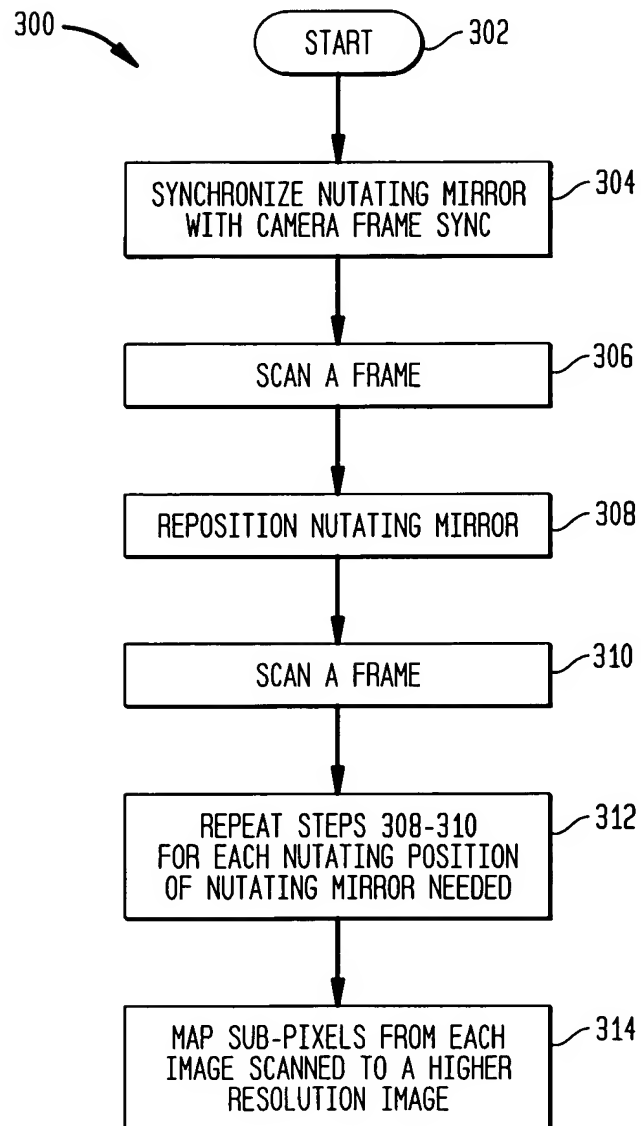 300
START
302
SYNCHRONIZE NUTATING MIRROR
WITH CAMERA FRAME SYNC
304
SCAN A FRAME
306
REPOSITION NUTATING MIRROR
308
SCAN A FRAME
310
REPEAT STEPS 308-310
FOR EACH NUTATING POSITION
OF NUTATING MIRROR NEEDED
312
MAP SUB-PIXELS FROM EACH
IMAGE SCANNED TO A HIGHER
RESOLUTION IMAGE
314